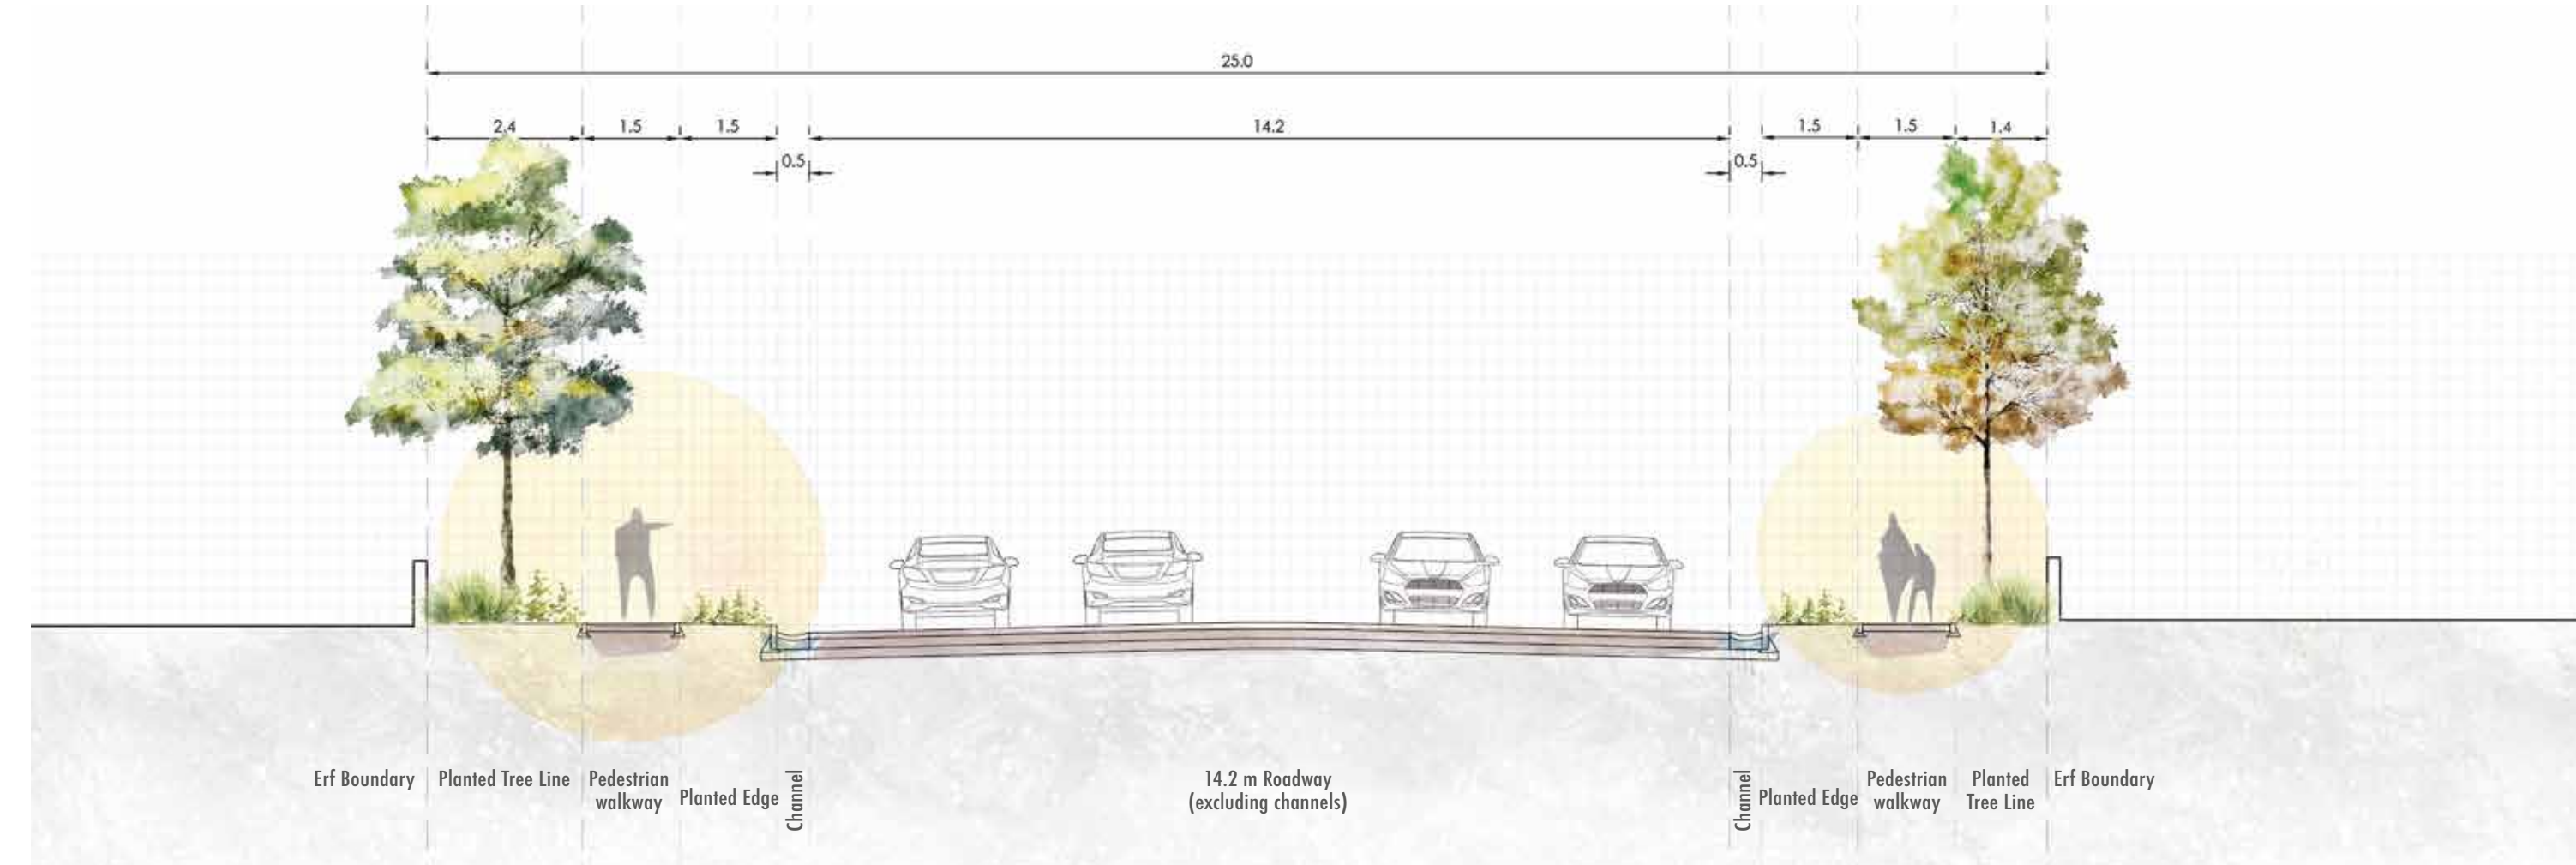 25.0
2.4
1.5
1.5
14.2
1.5
1.5
1.4
0.5
0.5
Erf Boundary
Planted Tree Line
Pedestrian
walkway
Planted Edge
Channel
14.2 m Roadway
(excluding channels)
Channel
Planted Edge
Pedestrian
walkway
Planted
Tree Line
Erf Boundary